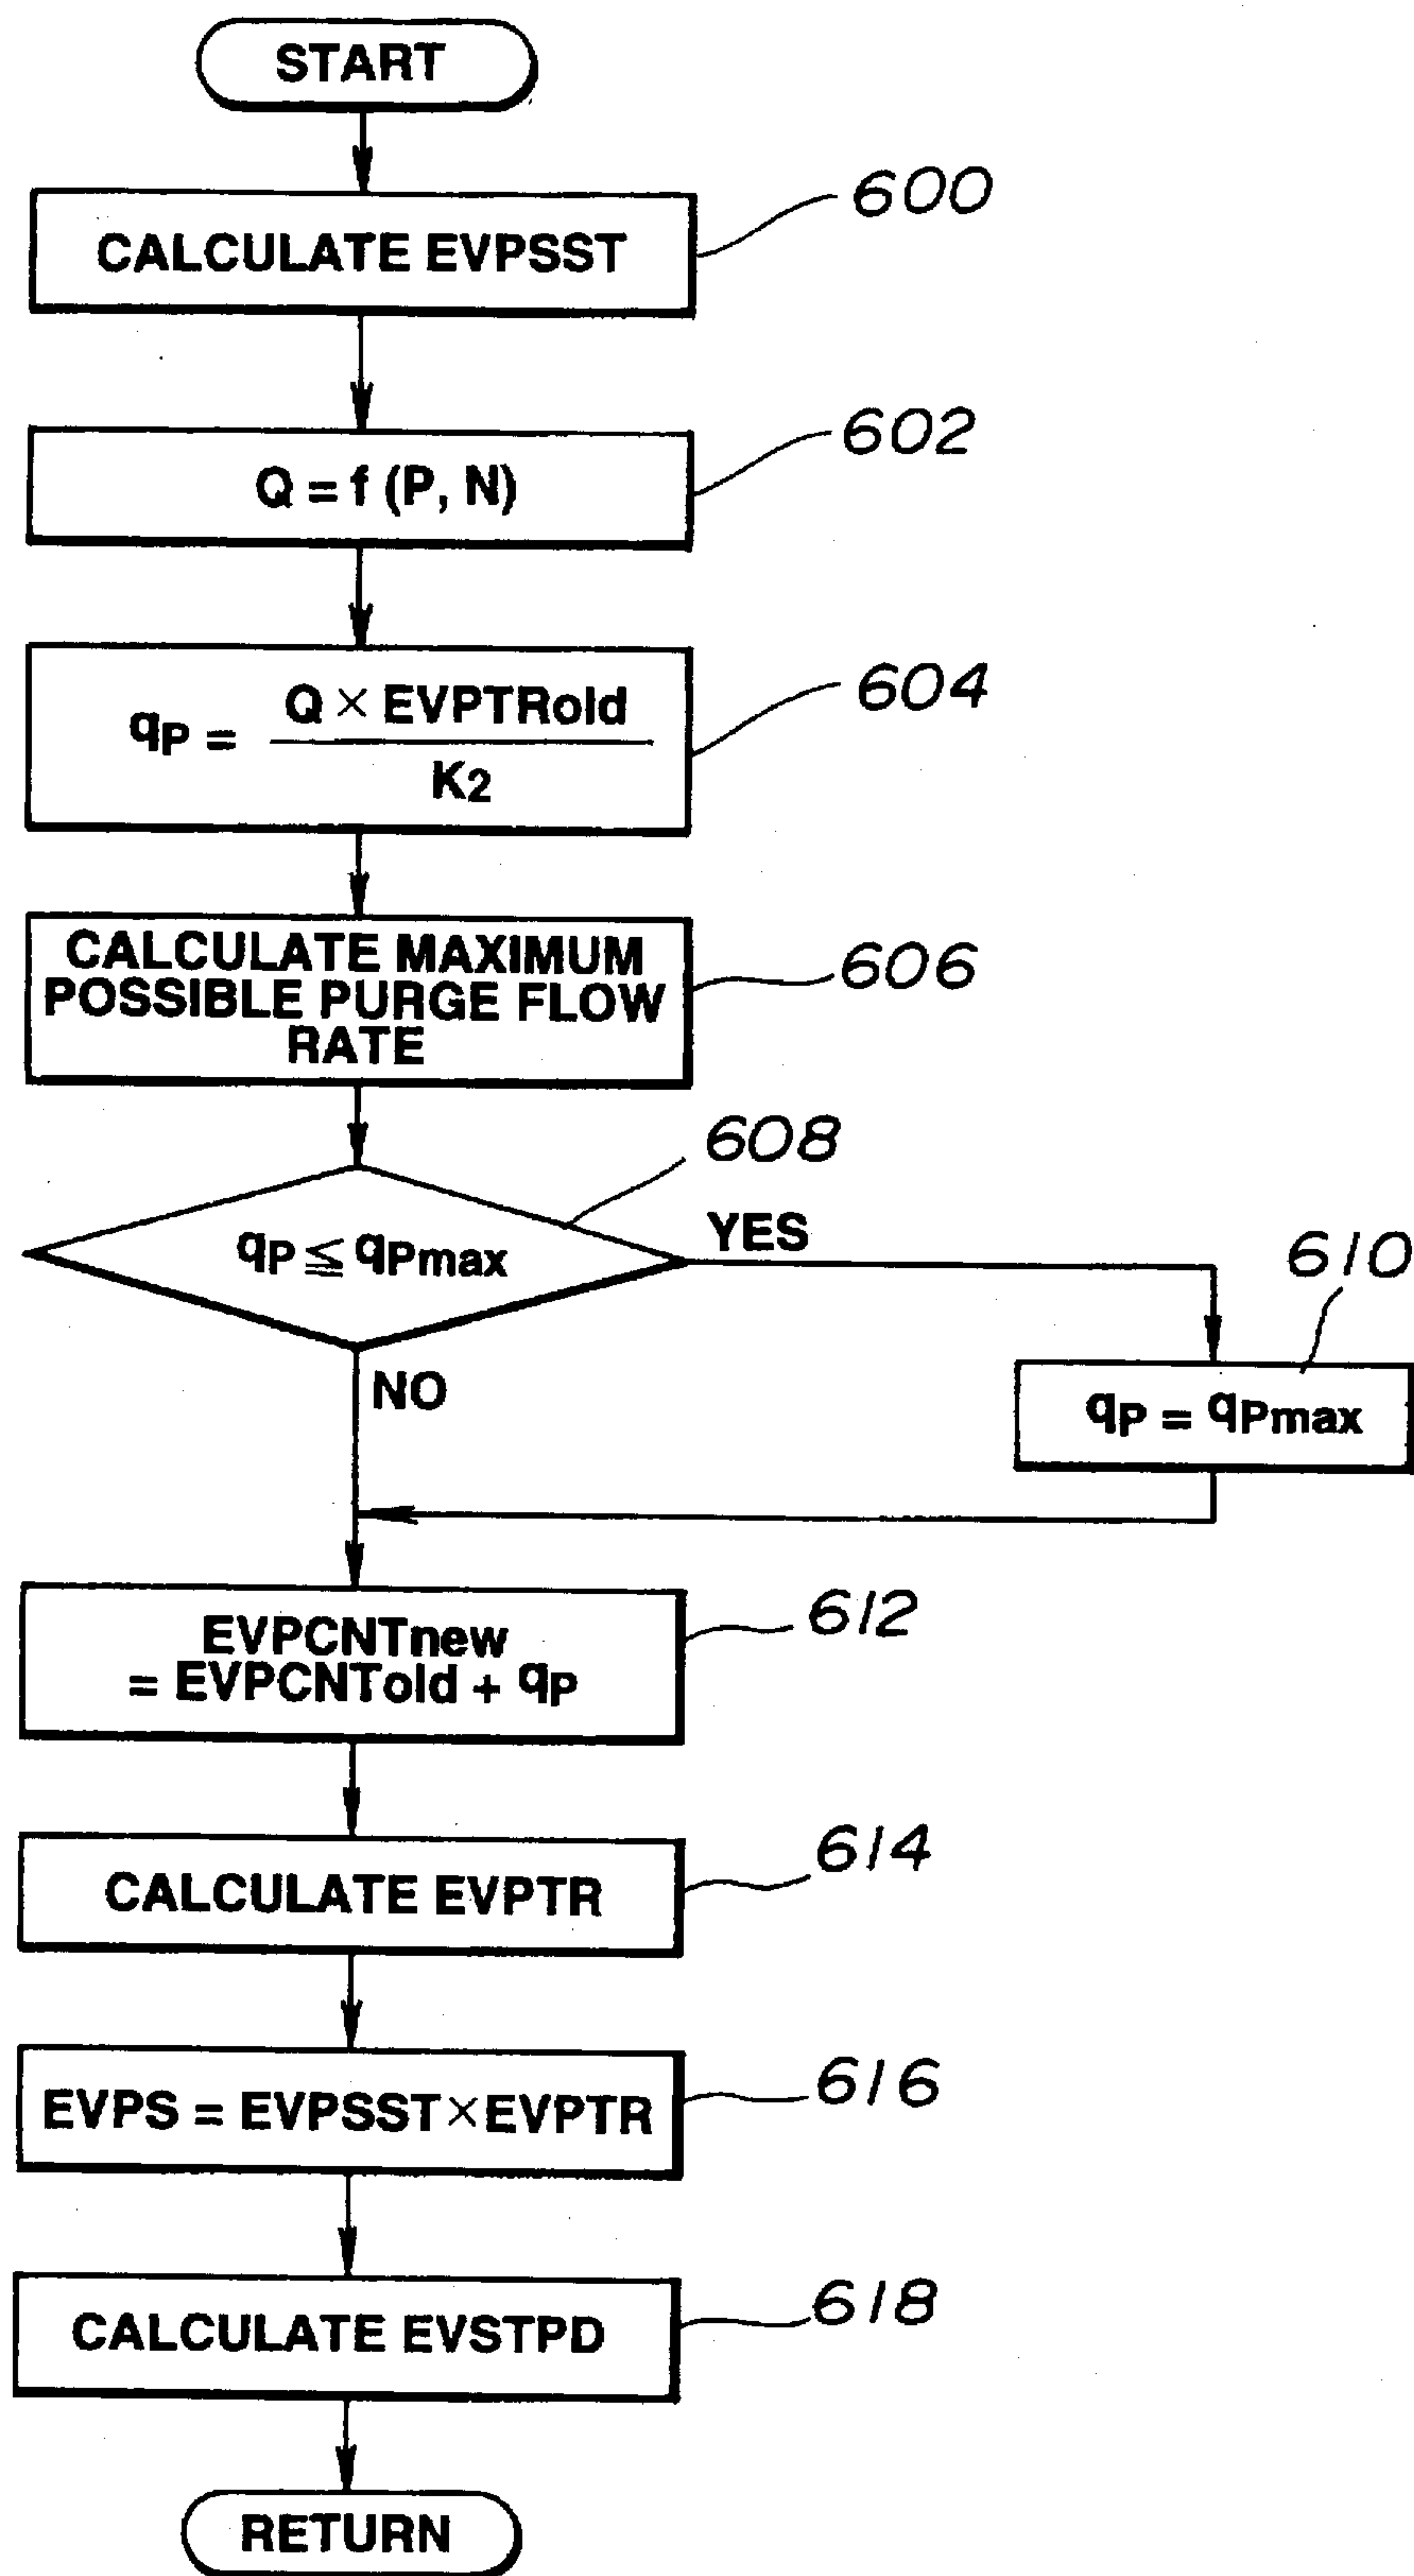 START
CALCULATE EVPSST
600
Q = f (P, N)
602
qP = Q × EVPTRold
K2
604
CALCULATE MAXIMUM
POSSIBLE PURGE FLOW
RATE
606
608
qP ≦ qPmax
YES
610
NO
qP = qPmax
EVPCNTnew
= EVPCNTold + qP
612
CALCULATE EVPTR
614
EVPS = EVPSST × EVPTR
616
CALCULATE EVSTPD
618
RETURN